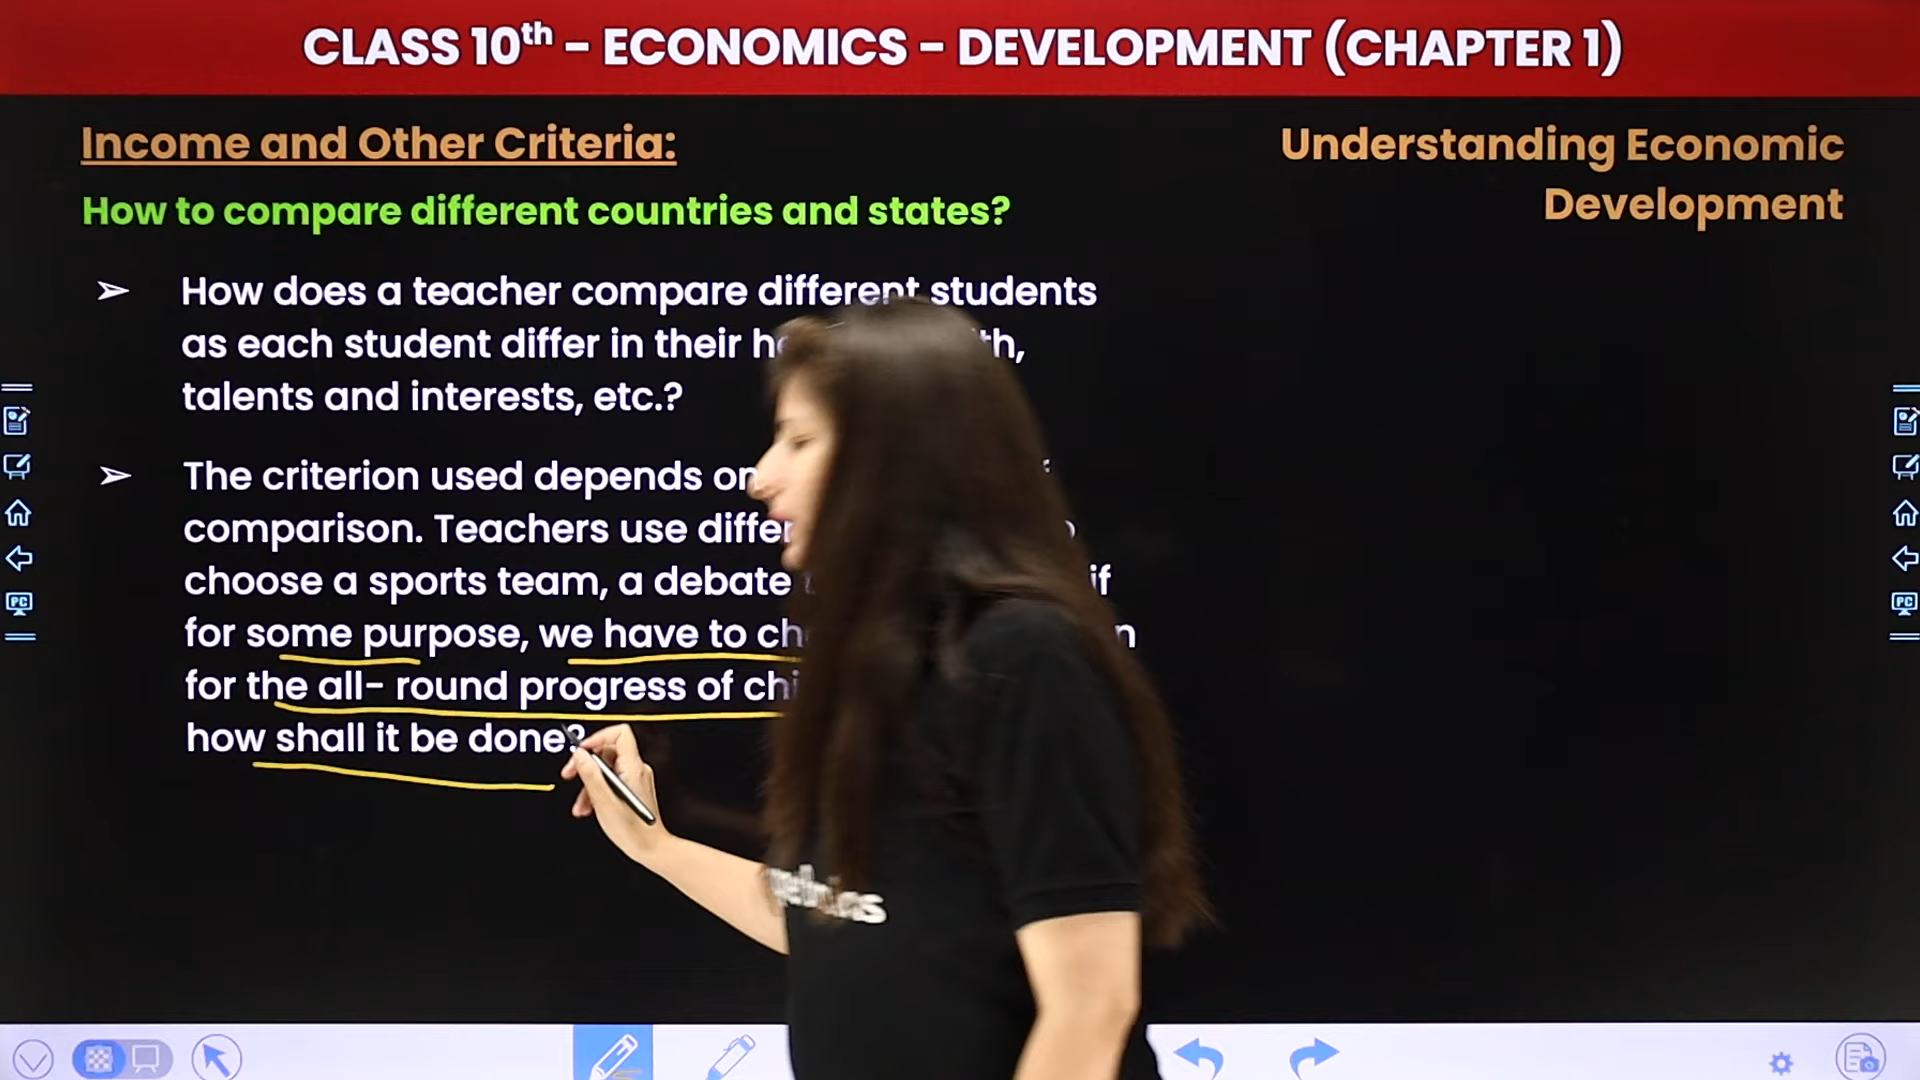 CLASS 10th – ECONOMICS – DEVELOPMENT (CHAPTER 1)
Income and Other Criteria:
Understanding Economic
Development
How to compare different countries and states?
➢ How does a teacher compare different students
as each student differ in their
talents and interests, etc.?
➢ The criterion used depends on
comparison. Teachers use
choose a sports team, a debate if
for some purpose, we have to
for the all- round progress of
how shall it be done?
PC
PC